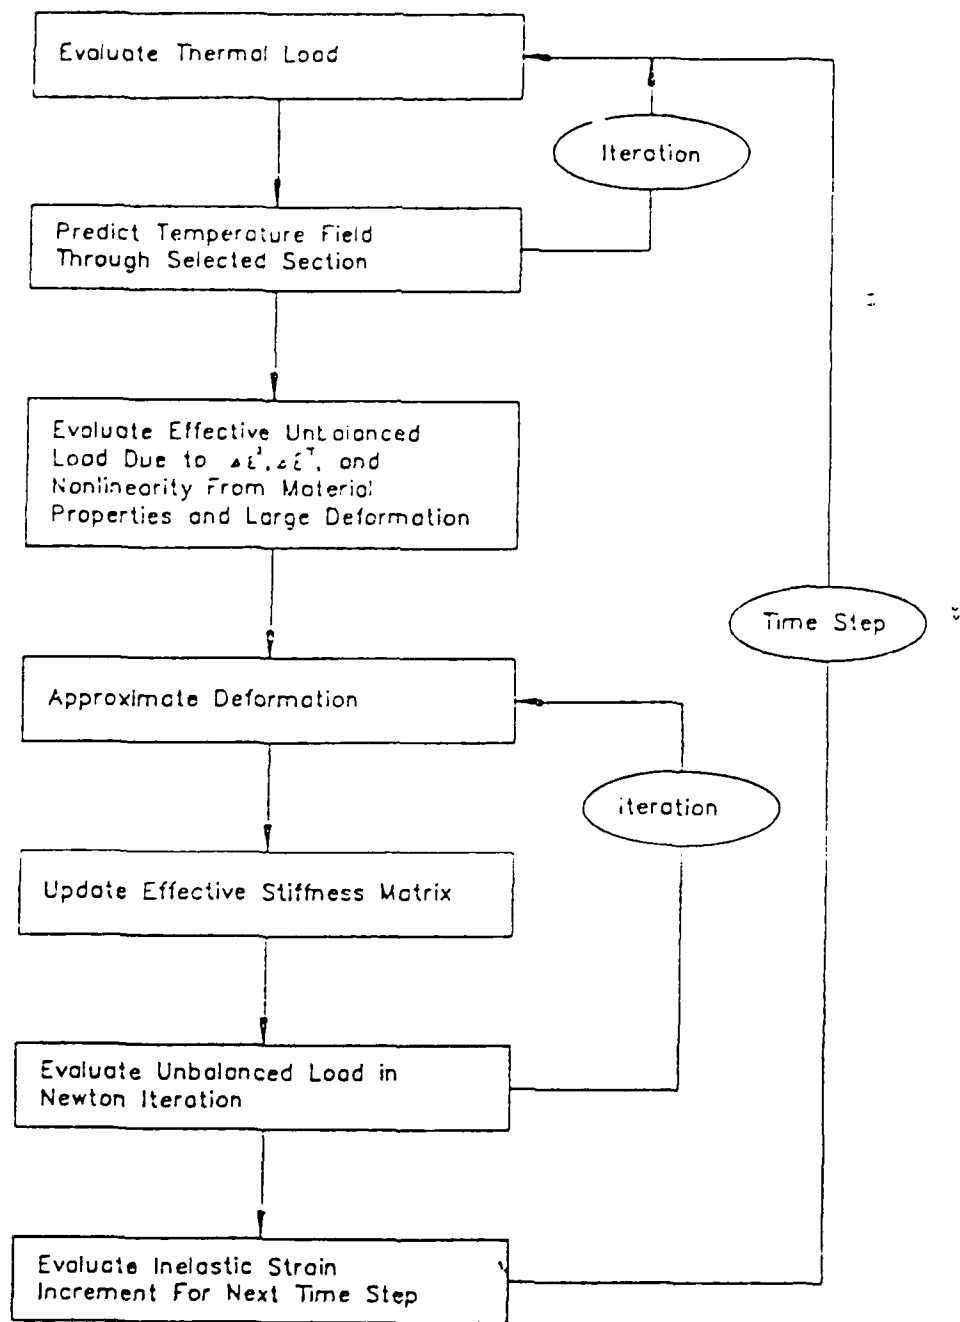 Evaluate Thermal Load
Iteration
Predict Temperature Field
Through Selected Section
Evaluate Effective Unbalanced
Load Due to and
Nonlinearity From Material
Properties and Large Deformation
Time Step
Approximate Deformation
iteration
Update Effective Stiffness Matrix
Evaluate Unbalanced Load in
Newton Iteration
Evaluate Inelastic Strain
Increment For Next Time Step